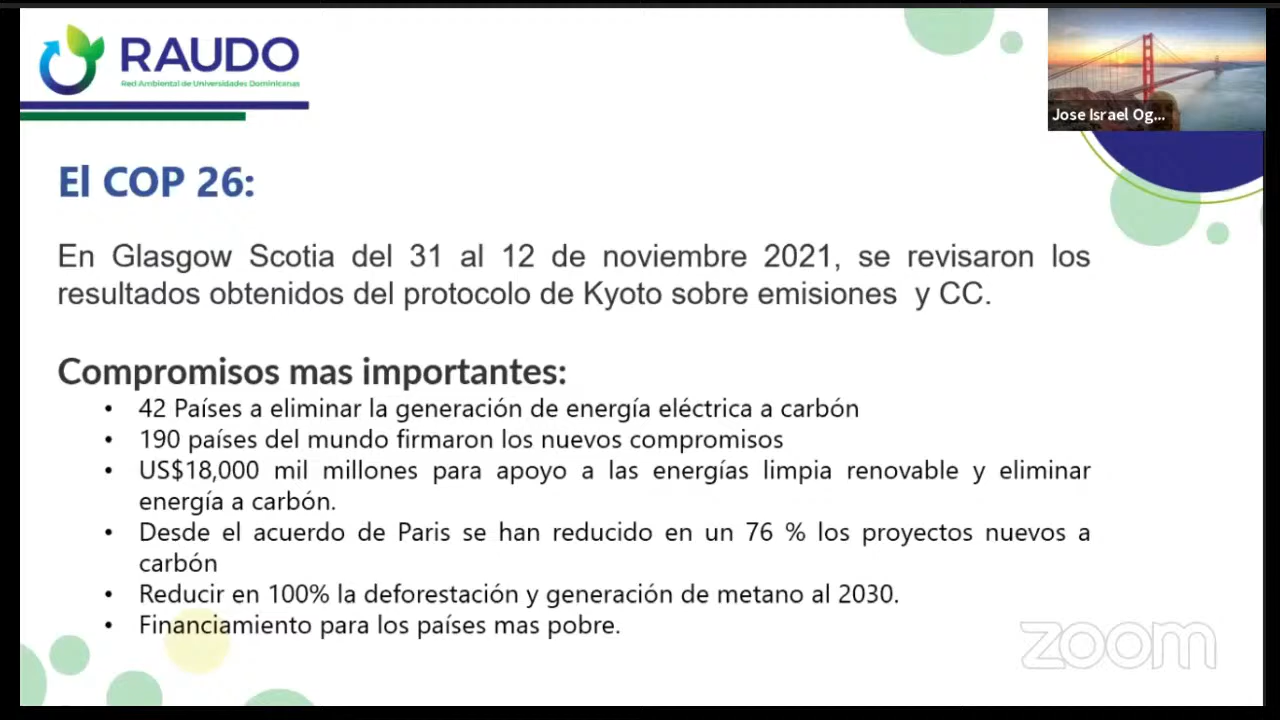 RAUDO
Red Ambiental de Universidades Dominicanas
Jose Israel Og...
El COP 26:
En Glasgow Scotia del 31 al 12 de noviembre 2021, se revisaron los
resultados obtenidos del protocolo de Kyoto sobre emisiones y CC.
Compromisos mas importantes:
• 42 Países a eliminar la generación de energía eléctrica a carbón
• 190 países del mundo firmaron los nuevos compromisos
• US$18,000 mil millones para apoyo a las energías limpia renovable y eliminar
energía a carbón.
• Desde el acuerdo de Paris se han reducido en un 76 % los proyectos nuevos a
carbón
• Reducir en 100% la deforestación y generación de metano al 2030.
• Financiamiento para los países mas pobre.
zoom